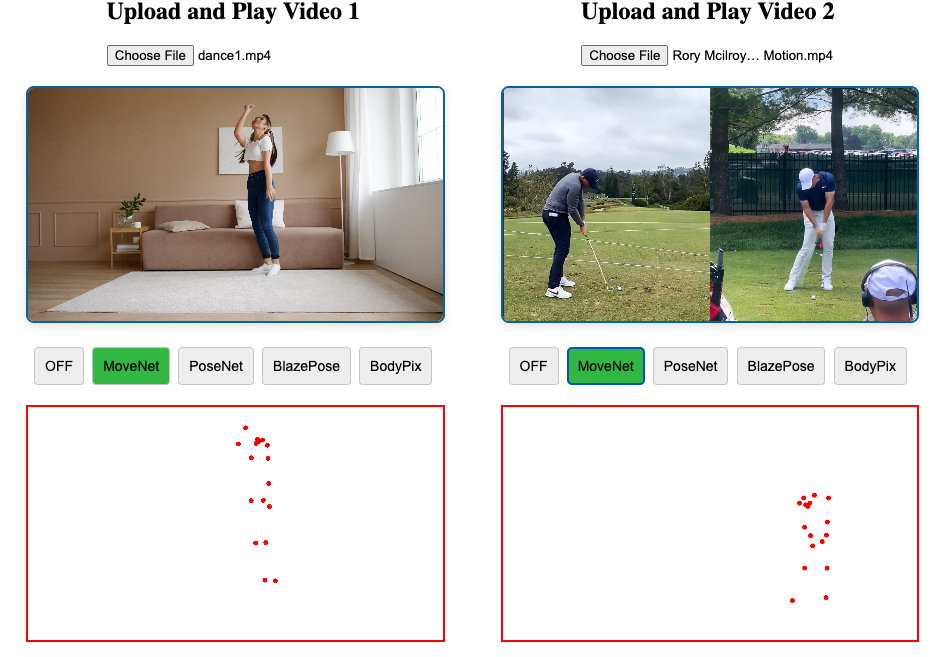 Upload and Play Video 1
Choose File dance1.mp4
OFF MoveNet PoseNet BlazePose BodyPix
Upload and Play Video 2
Choose File Rory Mcilroy… Motion.mp4
OFF MoveNet PoseNet BlazePose BodyPix